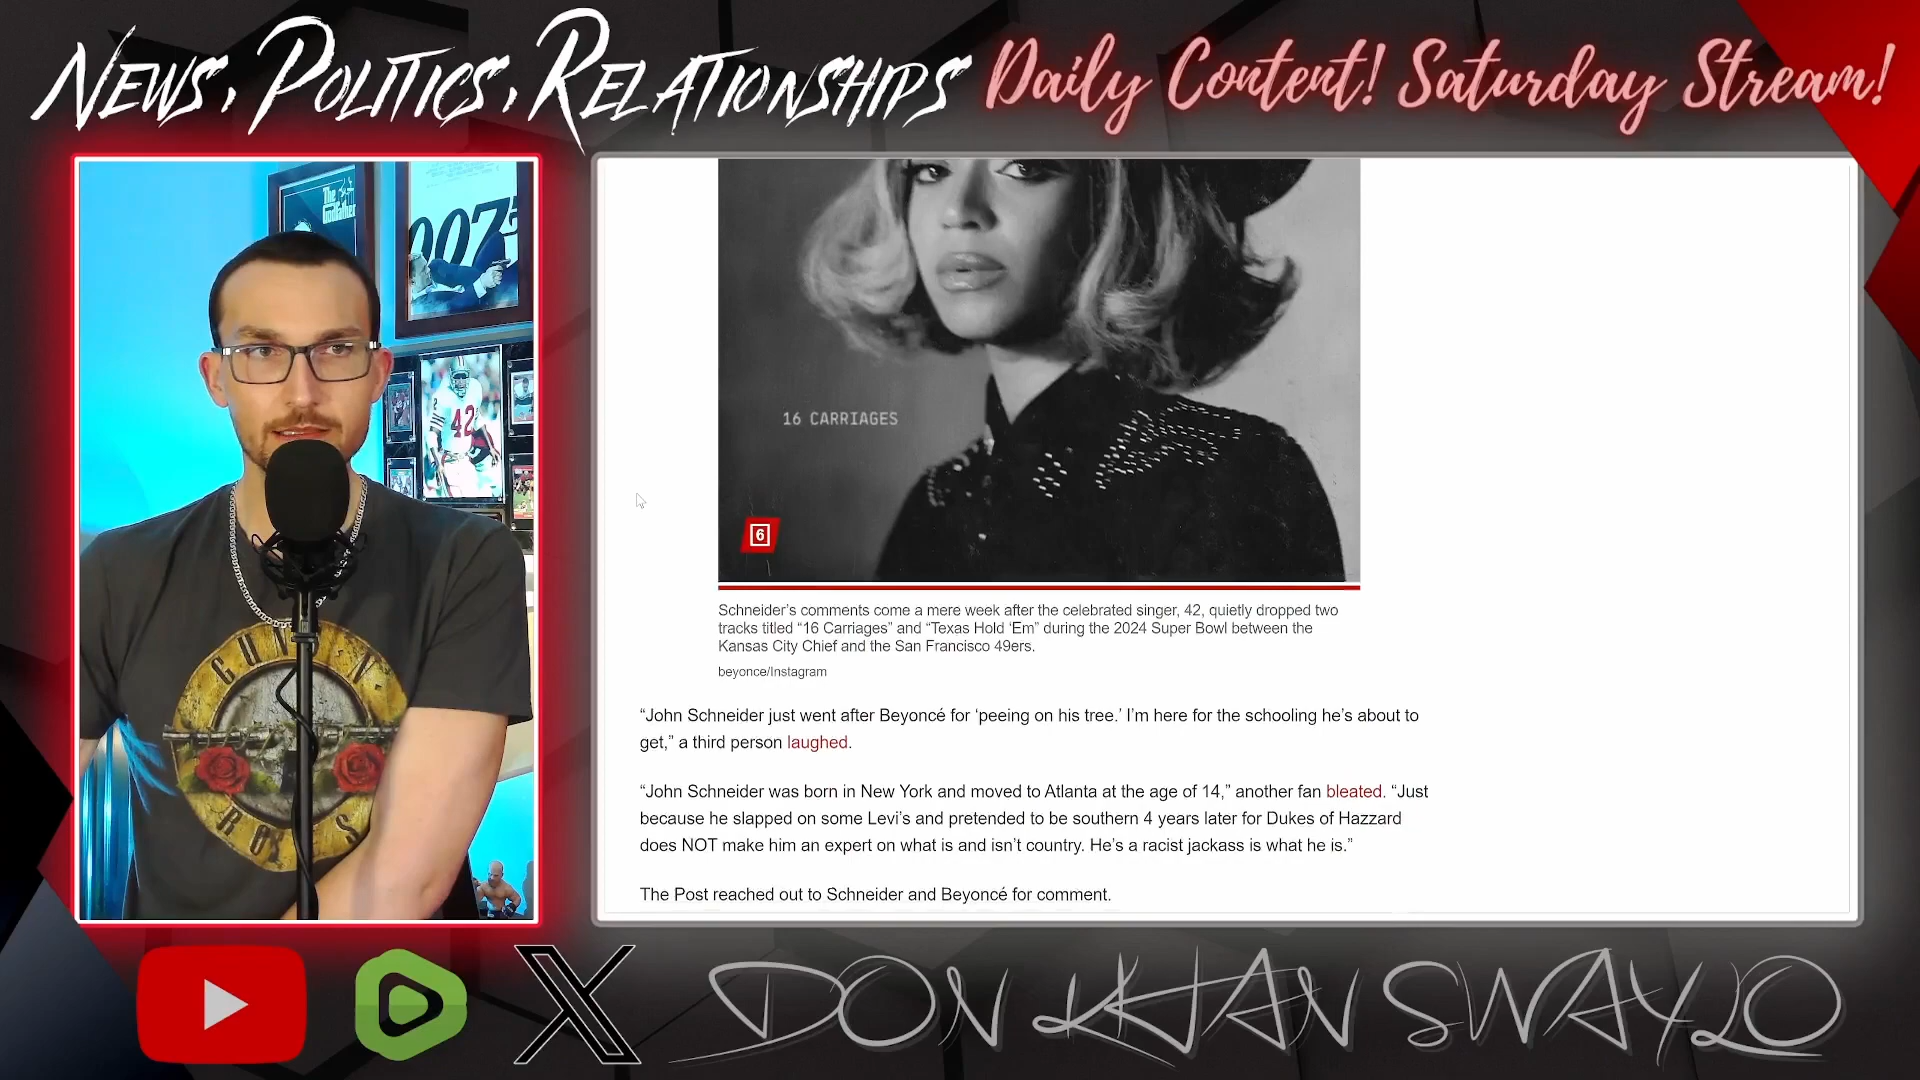 NEWS, POLITICS, RELATIONSHIPS Daily Content! Saturday Stream!
The Godfather
007
42
16 CARRIAGES
6
Schneider’s comments come a mere week after the celebrated singer, 42, quietly dropped two
tracks titled “16 Carriages” and “Texas Hold ‘Em” during the 2024 Super Bowl between the
Kansas City Chief and the San Francisco 49ers.
beyonce/Instagram
“John Schneider just went after Beyoncé for ‘peeing on his tree.’ I’m here for the schooling he’s about to
get,” a third person laughed.
“John Schneider was born in New York and moved to Atlanta at the age of 14,” another fan bleated. “Just
because he slapped on some Levi’s and pretended to be southern 4 years later for Dukes of Hazzard
does NOT make him an expert on what is and isn’t country. He’s a racist jackass is what he is.”
The Post reached out to Schneider and Beyoncé for comment.
GUNS N'
ROSES
X DON KHAN SWAYLO